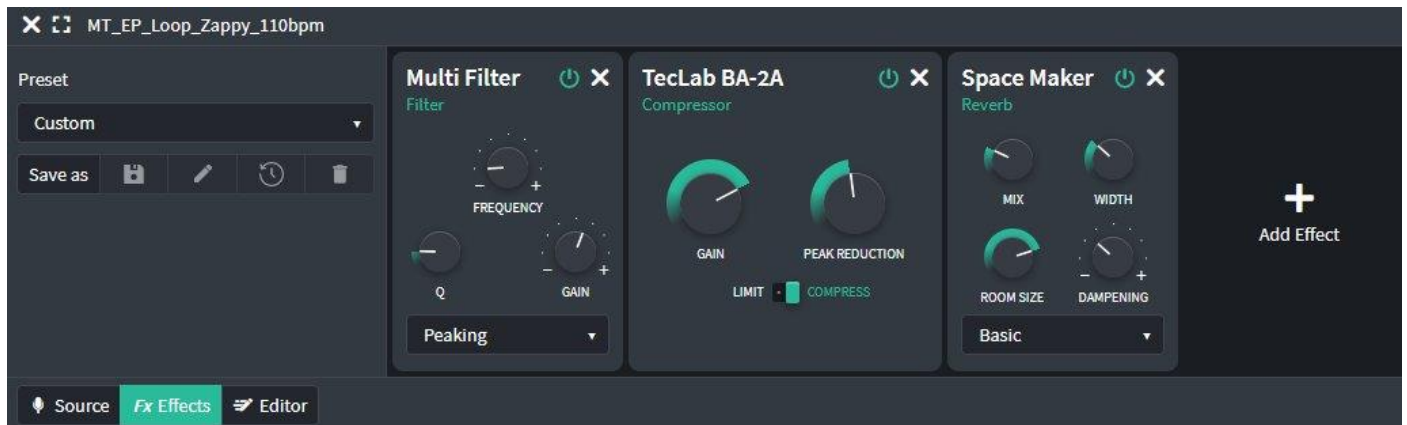 MT_EP_Loop_Zappy_110bpm
Preset
Custom
Save as
Multi Filter
Filter
FREQUENCY
Q
GAIN
Peaking
TecLab BA-2A
Compressor
GAIN
PEAK REDUCTION
LIMIT
COMPRESS
Space Maker
Reverb
MIX
WIDTH
ROOM SIZE
DAMPENING
Basic
Add Effect
Source
Fx Effects
Editor